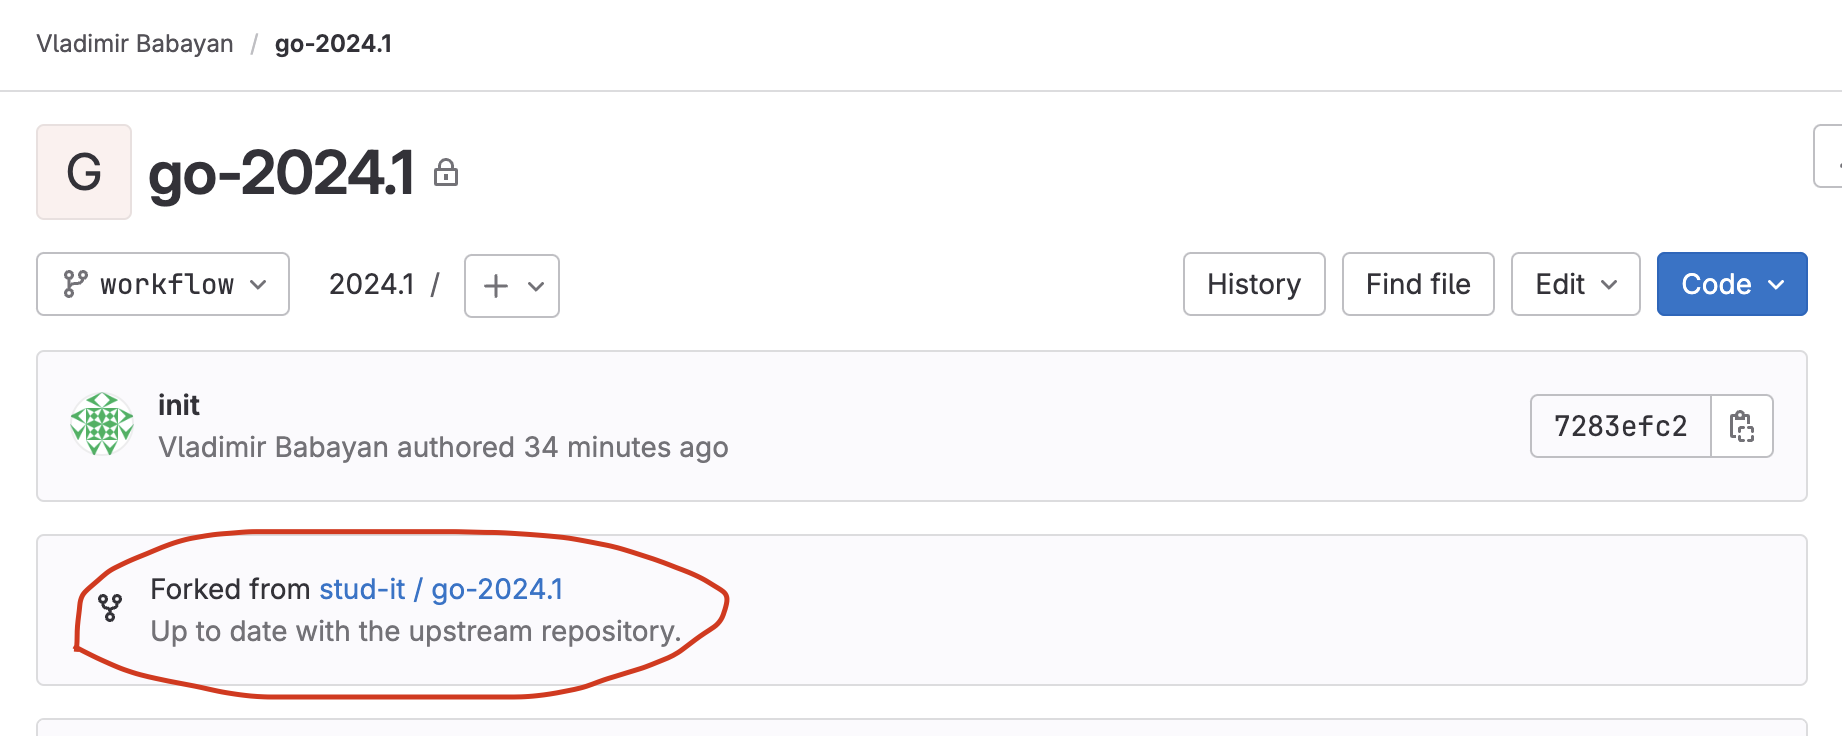 Vladimir Babayan / go-2024.1
G go-2024.1
workflow 2024.1 / + History Find file Edit Code
init
Vladimir Babayan authored 34 minutes ago
7283efc2
Forked from stud-it / go-2024.1
Up to date with the upstream repository.